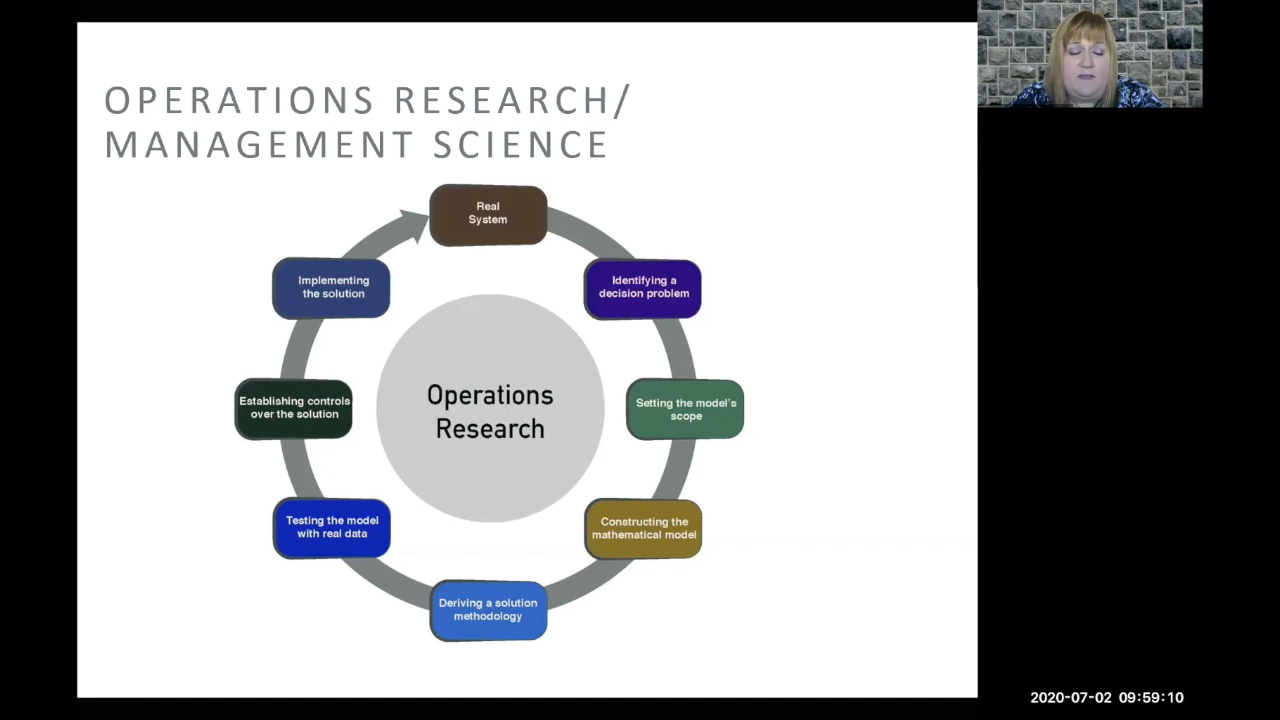 OPERATIONS RESEARCH/
MANAGEMENT SCIENCE
Real
System
Identifying a
decision problem
Setting the model's
scope
Constructing the
mathematical model
Deriving a solution
methodology
Testing the model
with real data
Establishing controls
over the solution
Implementing
the solution
Operations
Research
2020-07-02 09:59:10